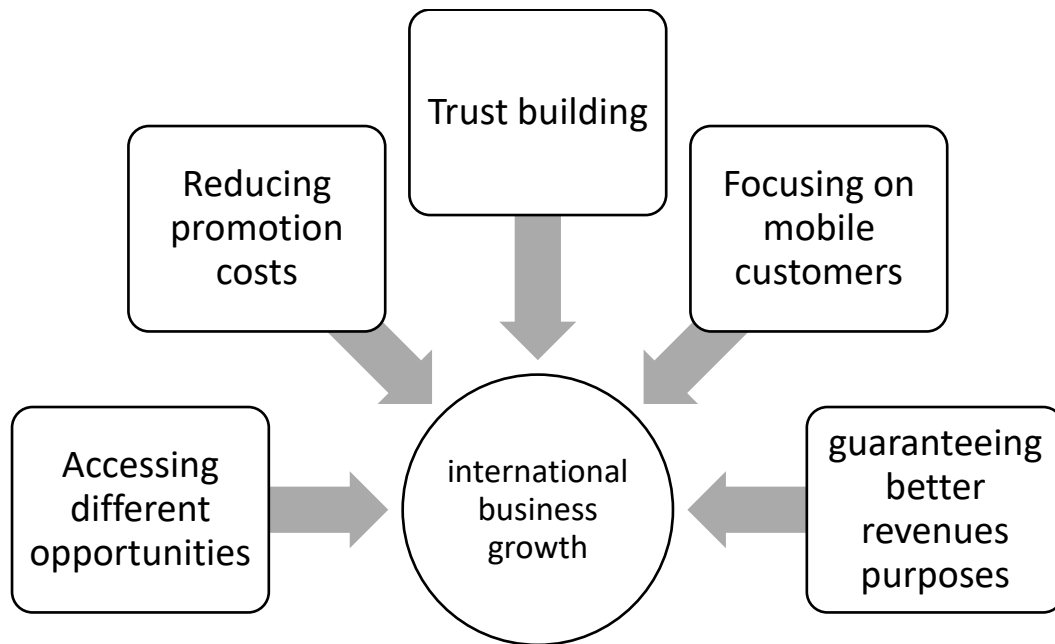 Trust building
Reducing
promotion
costs
Focusing on
mobile
customers
Accessing
different
opportunities
international
business
growth
guaranteeing
better
revenues
purposes